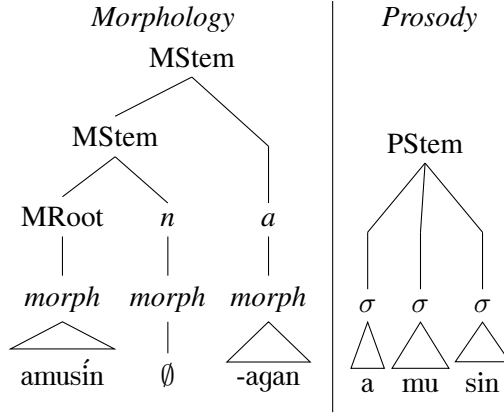 Morphology Prosody
MStem
MStem PStem
MRoot n a
morph morph morph σ σ σ
amusín ∅ -agan a mu sin